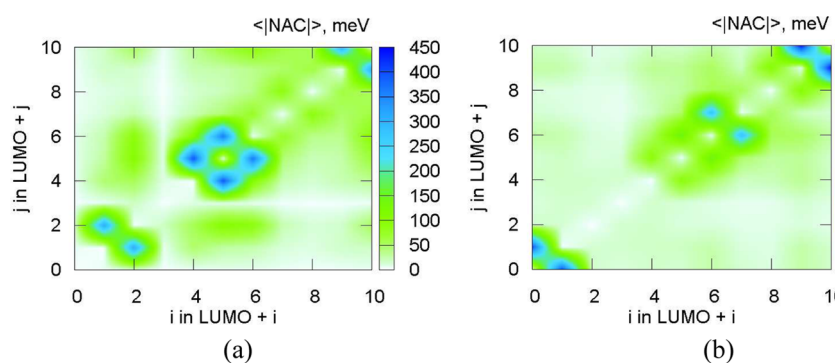 <|NAC|>, meV
10
8
6
4
2
0
j in LUMO + j
0 2 4 6 8 10
i in LUMO + i
450
400
350
300
250
200
150
100
50
0
(a)
<|NAC|>, meV
10
8
6
4
2
0
j in LUMO + j
0 2 4 6 8 10
i in LUMO + i
(b)